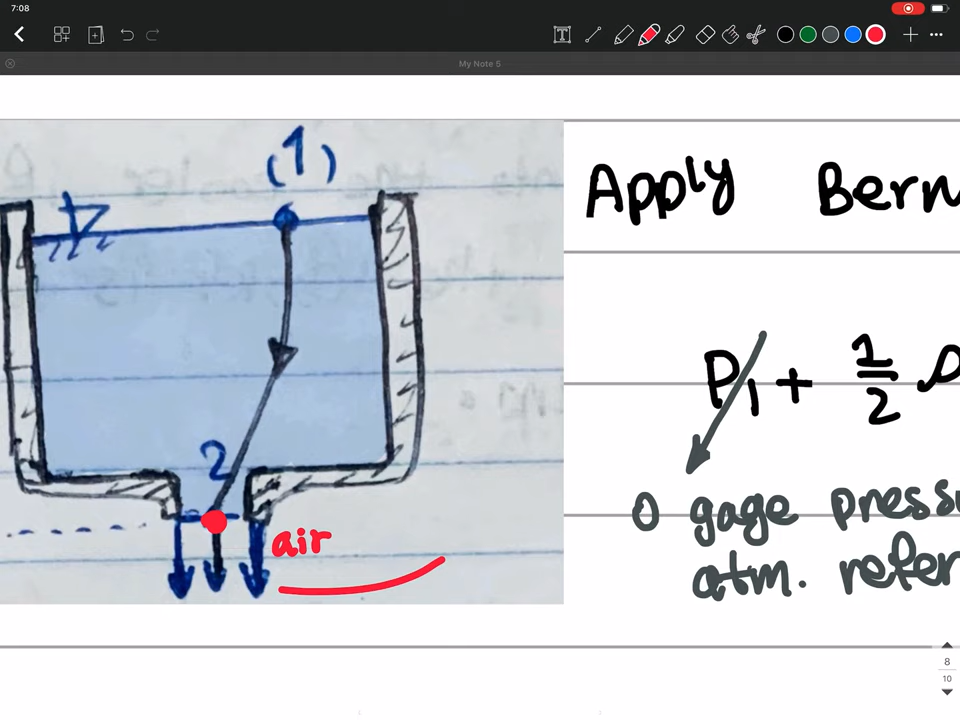 7:08
My Note 5
(1)
Apply Bern
P1 + 1/2 ρ
2
0 gage pressu
air
atm. refer
8
10